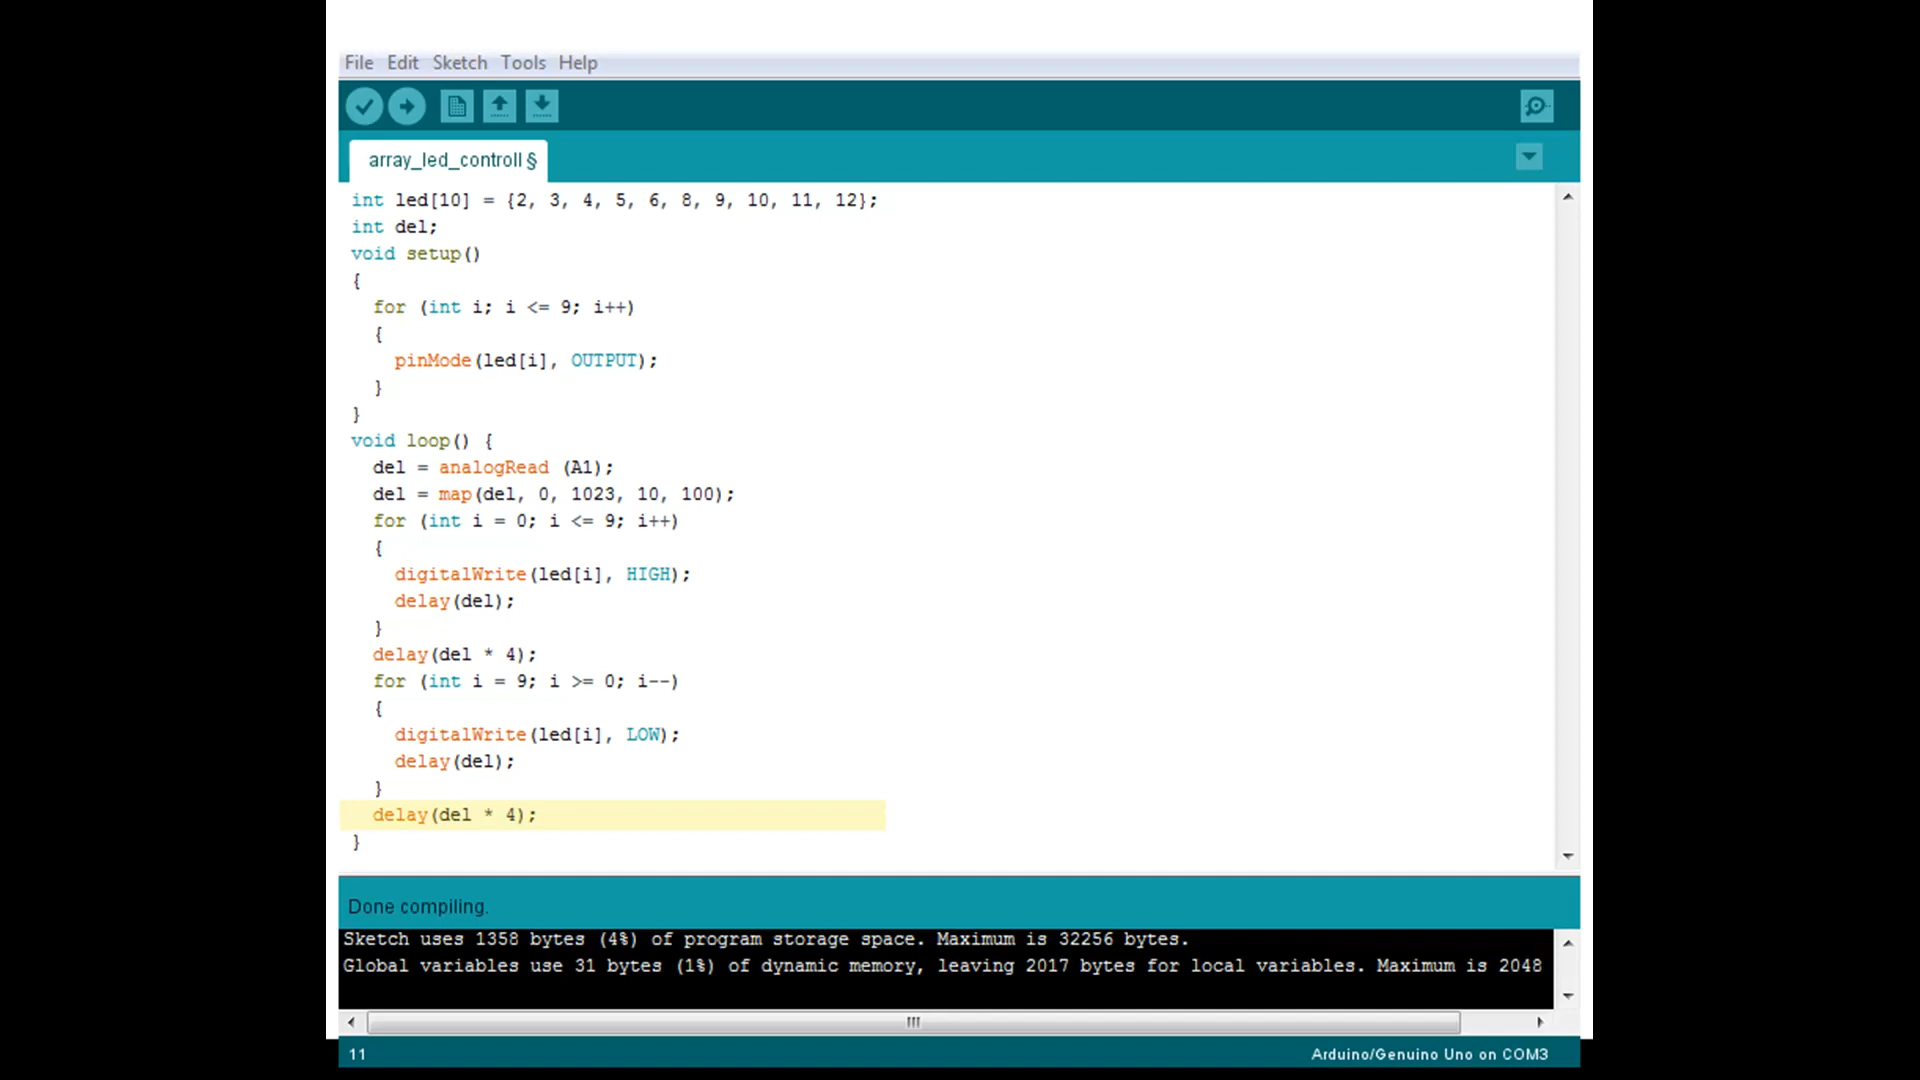 File Edit Sketch Tools Help
array_led_controll §
int led[10] = {2, 3, 4, 5, 6, 8, 9, 10, 11, 12};
int del;
void setup()
{
  for (int i; i <= 9; i++)
  {
    pinMode(led[i], OUTPUT);
  }
}
void loop() {
  del = analogRead (A1);
  del = map(del, 0, 1023, 10, 100);
  for (int i = 0; i <= 9; i++)
  {
    digitalWrite(led[i], HIGH);
    delay(del);
  }
  delay(del * 4);
  for (int i = 9; i >= 0; i--)
  {
    digitalWrite(led[i], LOW);
    delay(del);
  }
  delay(del * 4);
}
Done compiling.
Sketch uses 1358 bytes (4%) of program storage space. Maximum is 32256 bytes.
Global variables use 31 bytes (1%) of dynamic memory, leaving 2017 bytes for local variables. Maximum is 2048
11 Arduino/Genuino Uno on COM3